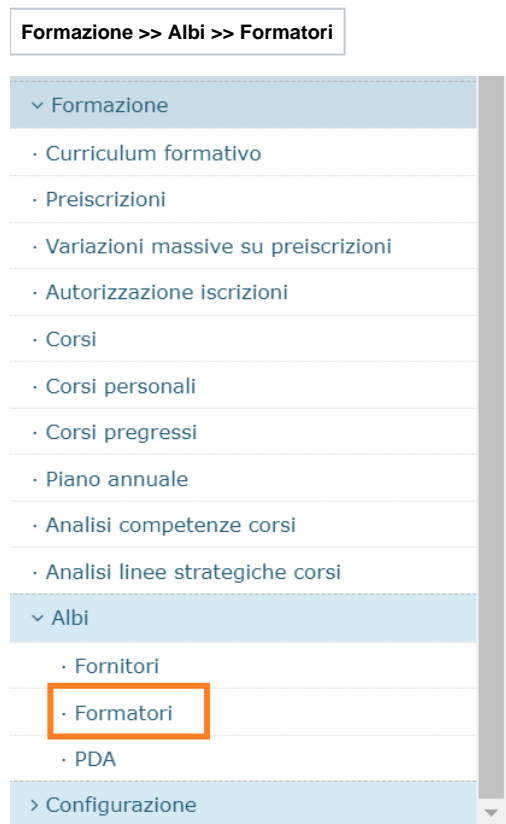 Formazione >> Albi >> Formatori
Formazione
· Curriculum formativo
· Preiscrizioni
· Variazioni massive su preiscrizioni
· Autorizzazione iscrizioni
· Corsi
· Corsi personali
· Corsi pregressi
· Piano annuale
· Analisi competenze corsi
· Analisi linee strategiche corsi
Albi
· Fornitori
· Formatori
· PDA
Configurazione